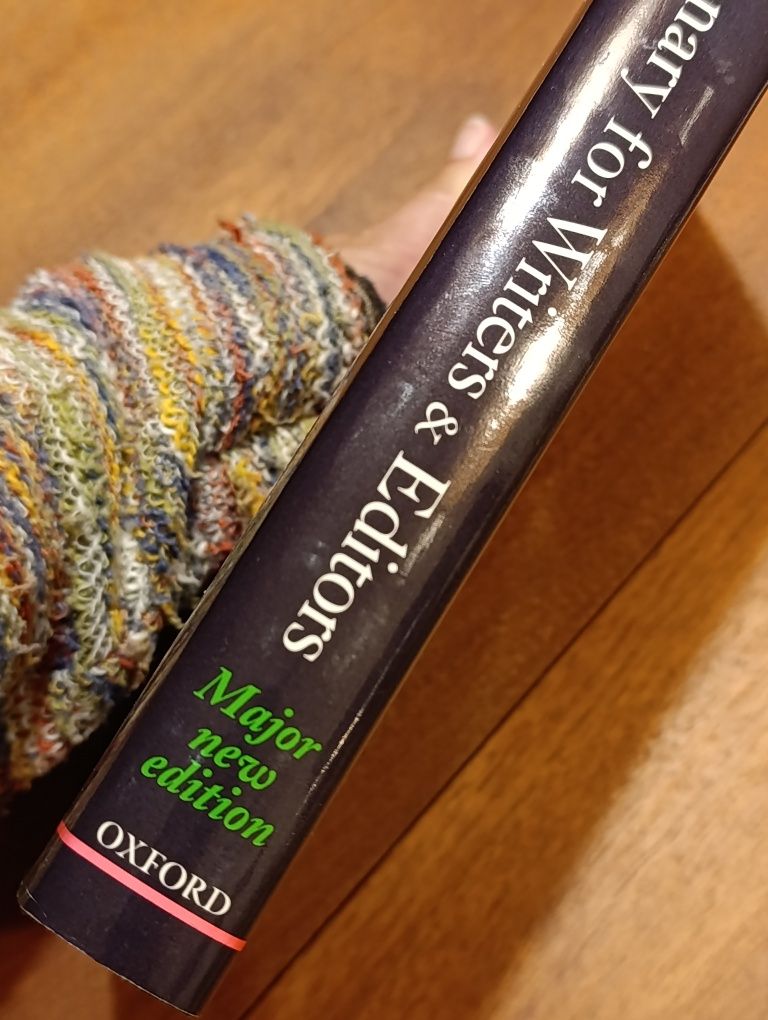 nary for Writers & Editors
Major
new
edition
OXFORD